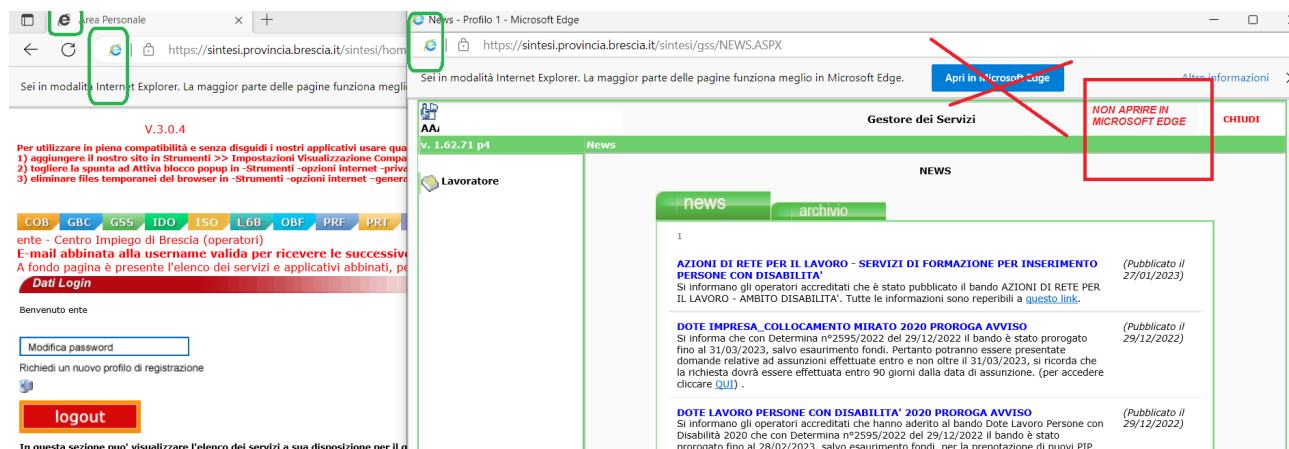 Area Personale
https://sintesi.provincia.brescia.it/sintesi/hom
Sei in modalità Internet Explorer. La maggior parte delle pagine funziona megli
V.3.0.4
Per utilizzare in piena compatibilità e senza disguidi i nostri applicativi usare qua
1) aggiungere il nostro sito in Strumenti >> Impostazioni Visualizzazione Compa
2) togliere la spunta ad Attiva blocco popup in -Strumenti -opzioni internet -priva
3) eliminare files temporanei del browser in -Strumenti -opzioni internet -genera
COB GBC GSS IDO ISO L68 OBF PRF PRT
ente - Centro Impiego di Brescia (operatori)
E-mail abbinata alla username valida per ricevere le successive
A fondo pagina è presente l'elenco dei servizi e applicativi abbinati, pe
Dati Login
Benvenuto ente
Modifica password
Richiedi un nuovo profilo di registrazione
logout
In questa sezione puo' visualizzare l'elenco dei servizi a sua disposizione per il
News - Profilo 1 - Microsoft Edge
https://sintesi.provincia.brescia.it/sintesi/gss/NEWS.ASPX
Sei in modalità Internet Explorer. La maggior parte delle pagine funziona meglio in Microsoft Edge.
Apri in Microsoft Edge
Altre informazioni
Gestore dei Servizi
NON APRIRE IN
MICROSOFT EDGE
CHIUDI
v. 1.62.71 p4
News
Lavoratore
NEWS
news
archivio
1
AZIONI DI RETE PER IL LAVORO - SERVIZI DI FORMAZIONE PER INSERIMENTO
PERSONE CON DISABILITA'
(Pubblicato il
27/01/2023)
Si informano gli operatori accreditati che è stato pubblicato il bando AZIONI DI RETE PER
IL LAVORO - AMBITO DISABILITA'. Tutte le informazioni sono reperibili a questo link.
DOTE IMPRESA_COLLOCAMENTO MIRATO 2020 PROROGA AVVISO
(Pubblicato il
29/12/2022)
Si informa che con Determina n°2595/2022 del 29/12/2022 il bando è stato prorogato
fino al 31/03/2023, salvo esaurimento fondi. Pertanto potranno essere presentate
domande relative ad assunzioni effettuate entro e non oltre il 31/03/2023, si ricorda che
la richiesta dovrà essere effettuata entro 90 giorni dalla data di assunzione. (per accedere
cliccare QUI) .
DOTE LAVORO PERSONE CON DISABILITA' 2020 PROROGA AVVISO
(Pubblicato il
29/12/2022)
Si informano gli operatori accreditati che hanno aderito al bando Dote Lavoro Persone con
Disabilità 2020 che con Determina n°2595/2022 del 29/12/2022 il bando è stato
prorogato fino al 28/02/2023, salvo esaurimento fondi, per la prenotazione di nuovi PIP